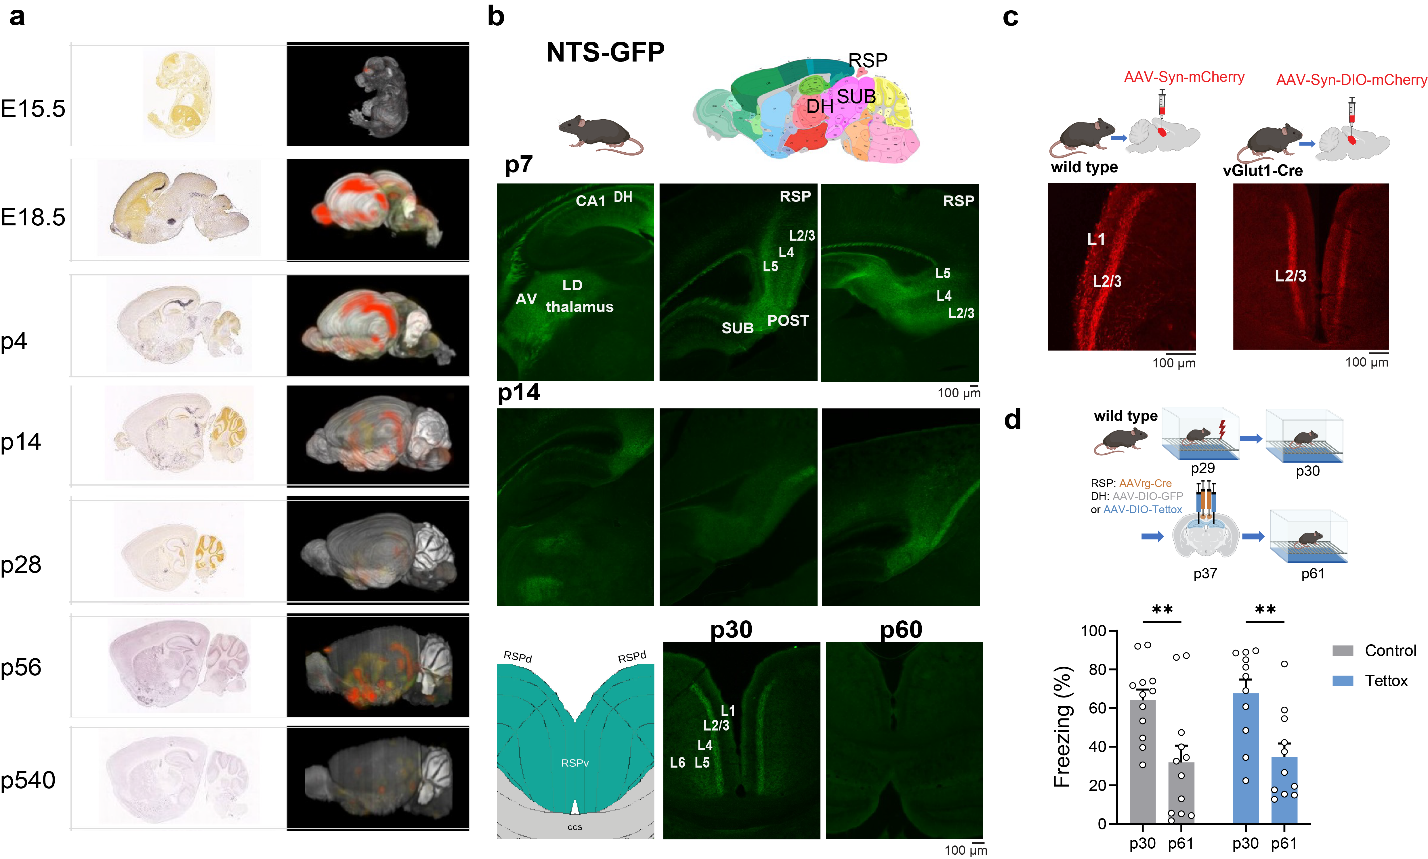 a
E15.5
E18.5
p4
p14
p28
p56
p540
b
NTS-GFP
RSP
DH
SUB
p7
CA1 DH
AV
LD
thalamus
RSP
L2/3
L4
L5
SUB
POST
RSP
L5
L4
L2/3
100 µm
p14
p30
p60
RSPd
RSPd
RSPv
ccs
L1
L2/3
L4
L6 L5
100 µm
c
AAV-Syn-mCherry
AAV-Syn-DIO-mCherry
wild type
vGlut1-Cre
L1
L2/3
L2/3
100 µm
100 µm
d
wild type
p29
p30
RSP: AAVrg-Cre
DH: AAV-DIO-GFP
or AAV-DIO-Tettox
p37
p61
**
**
Freezing (%)
100
80
60
40
20
0
p30 p61
p30 p61
Control
Tettox